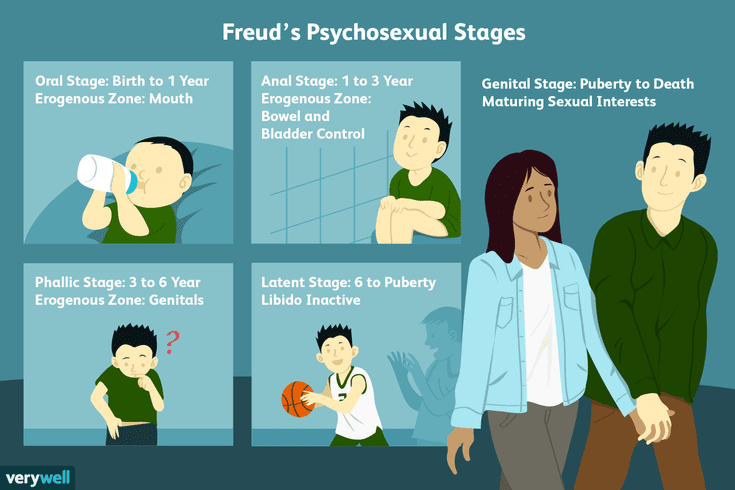 Freud's Psychosexual Stages
Oral Stage: Birth to 1 Year
Erogenous Zone: Mouth
Anal Stage: 1 to 3 Year
Erogenous Zone:
Bowel and
Bladder Control
Genital Stage: Puberty to Death
Maturing Sexual Interests
Phallic Stage: 3 to 6 Year
Erogenous Zone: Genitals
?
Latent Stage: 6 to Puberty
Libido Inactive
verywell